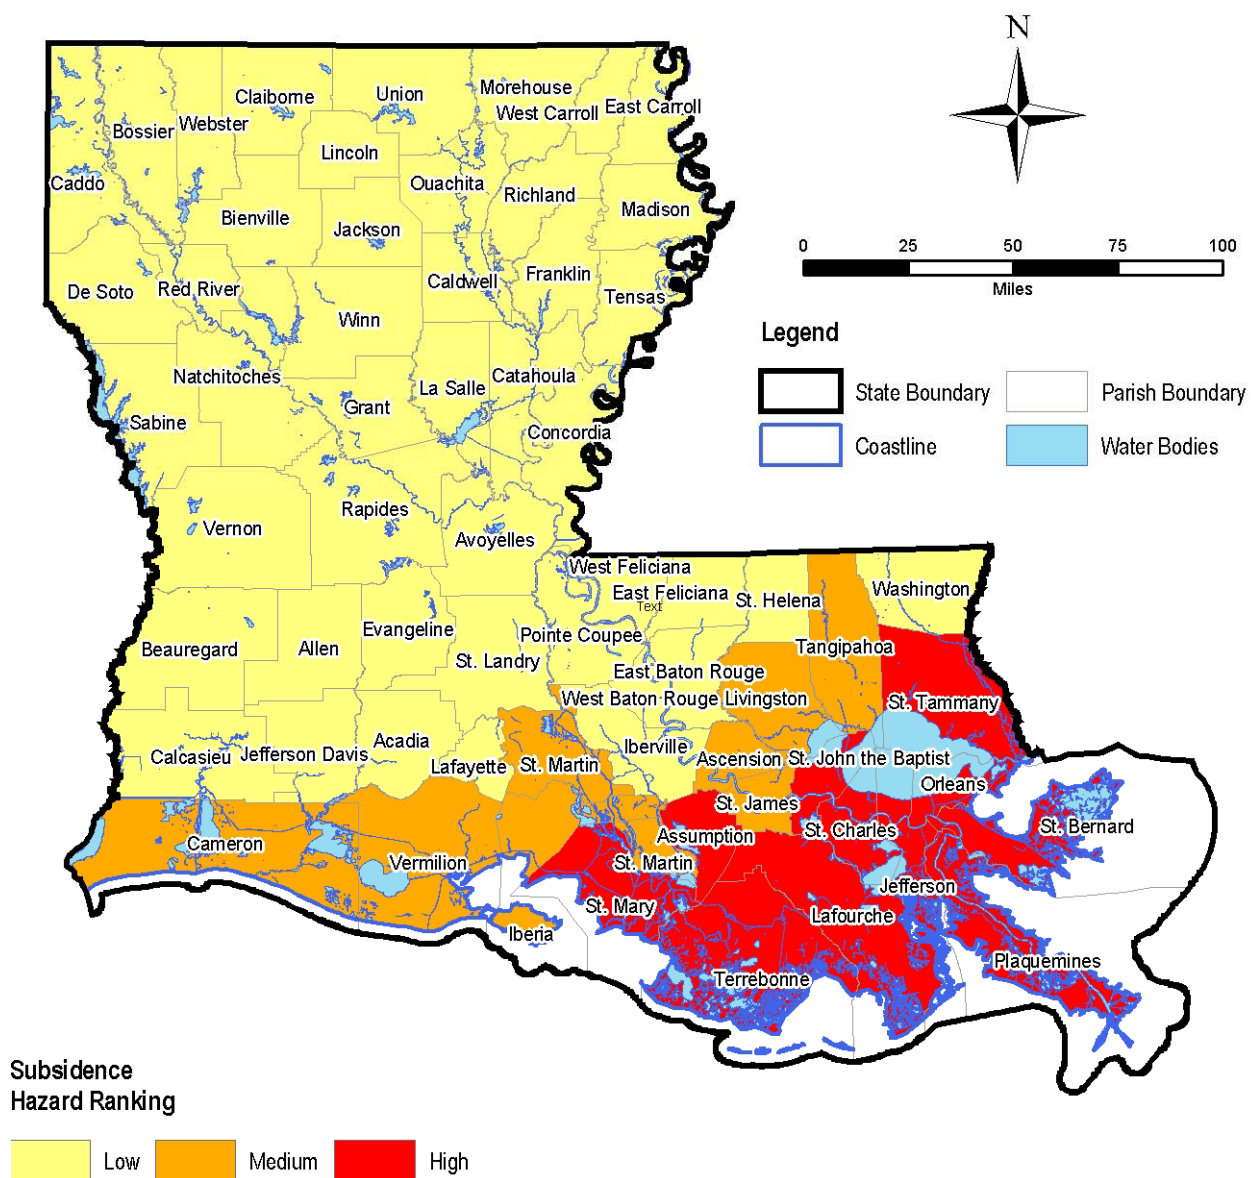 N
0 25 50 75 100
Miles
Legend
State Boundary
Parish Boundary
Coastline
Water Bodies
Morehouse
Claiborne
Union
West Carroll
East Carroll
Bossier
Webster
Lincoln
Caddo
Ouachita
Richland
Madison
Bienville
Jackson
De Soto
Red River
Caldwell
Franklin
Tensas
Winn
Natchitoches
La Salle
Catahoula
Grant
Sabine
Concordia
Vernon
Rapides
Avoyelles
West Feliciana
East Feliciana
Text
St. Helena
Washington
Evangeline
Pointe Coupee
Beauregard
Allen
St. Landry
Tangipahoa
East Baton Rouge
West Baton Rouge
Livingston
St. Tammany
Calcasieu
Jefferson Davis
Acadia
Lafayette
St. Martin
Iberville
Ascension
St. John the Baptist
Orleans
St. James
Cameron
Vermilion
St. Martin
Assumption
St. Charles
St. Bernard
Jefferson
St. Mary
Lafourche
Iberia
Terrebonne
Plaquemines
Subsidence
Hazard Ranking
Low
Medium
High